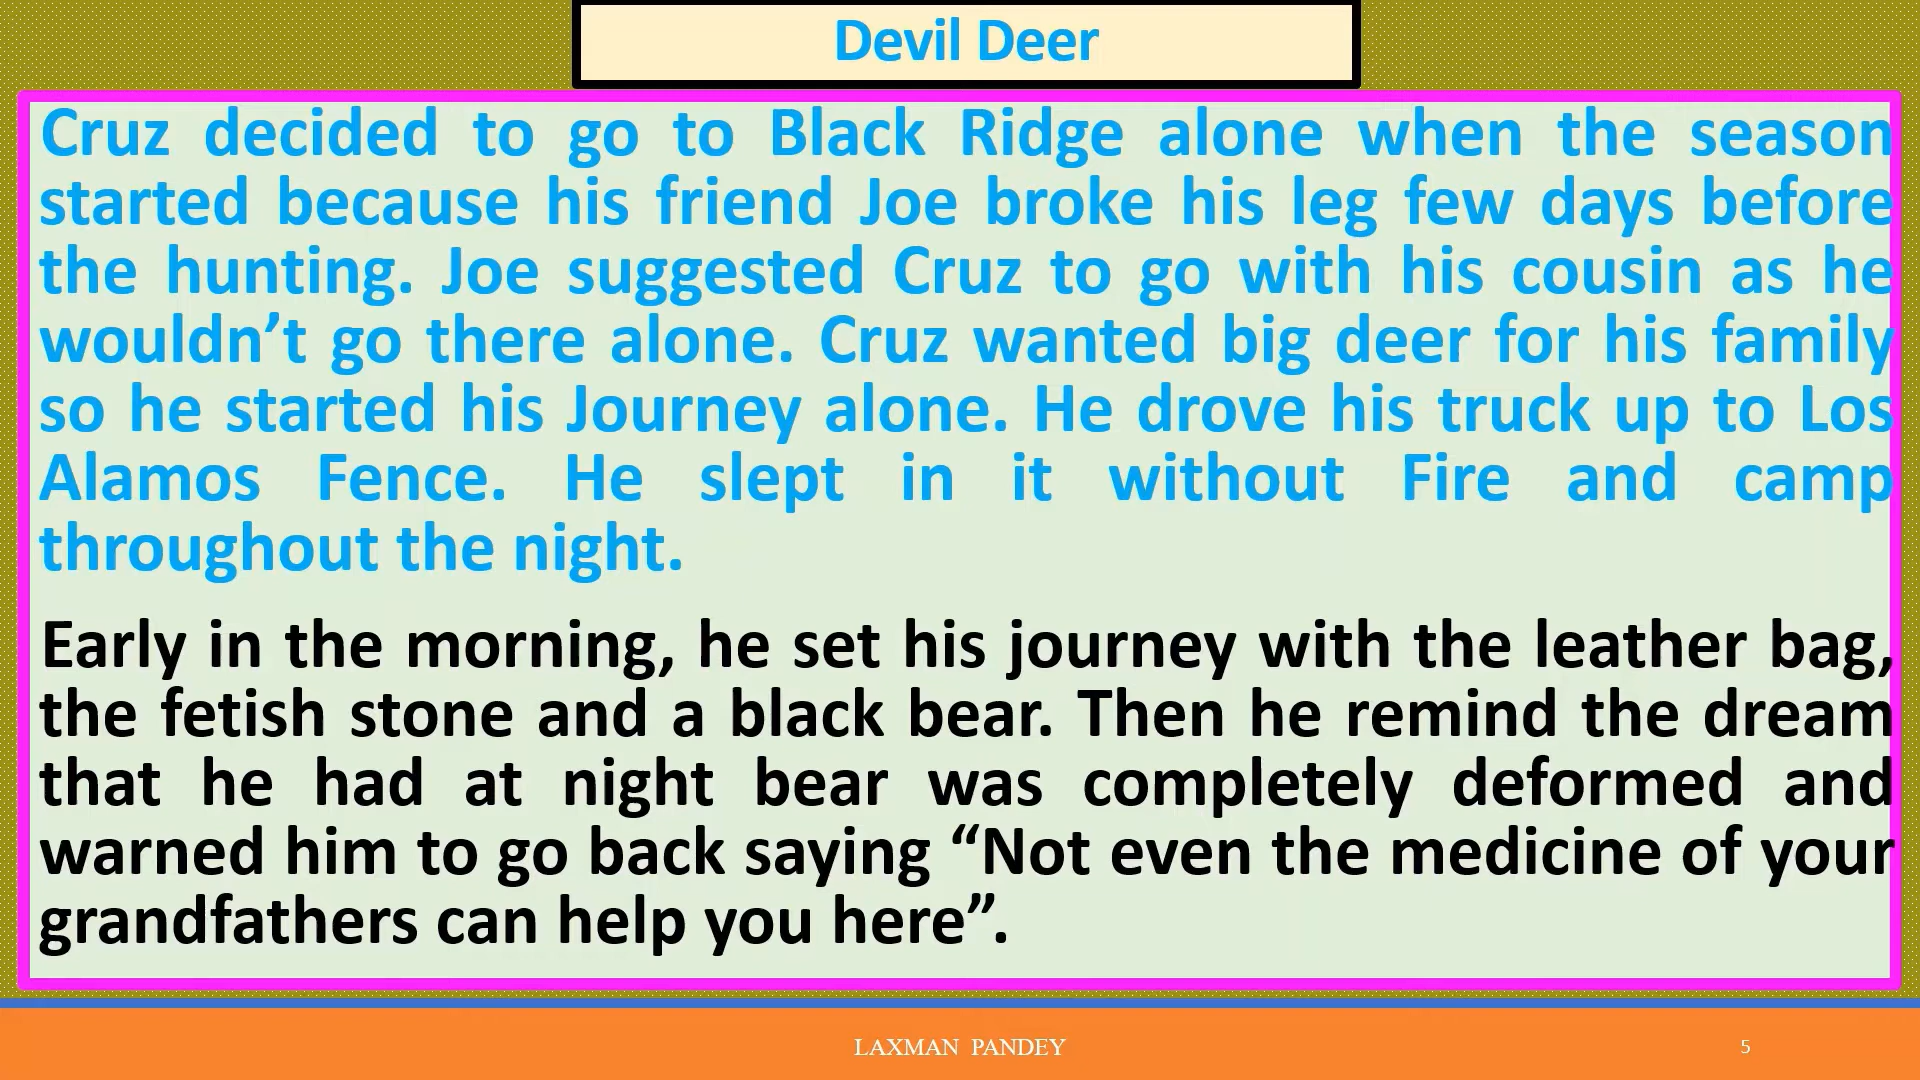 Devil Deer
Cruz decided to go to Black Ridge alone when the season
started because his friend Joe broke his leg few days before
the hunting. Joe suggested Cruz to go with his cousin as he
wouldn’t go there alone. Cruz wanted big deer for his family
so he started his Journey alone. He drove his truck up to Los
Alamos Fence. He slept in it without Fire and camp
throughout the night.
Early in the morning, he set his journey with the leather bag,
the fetish stone and a black bear. Then he remind the dream
that he had at night bear was completely deformed and
warned him to go back saying “Not even the medicine of your
grandfathers can help you here”.
LAXMAN PANDEY
5